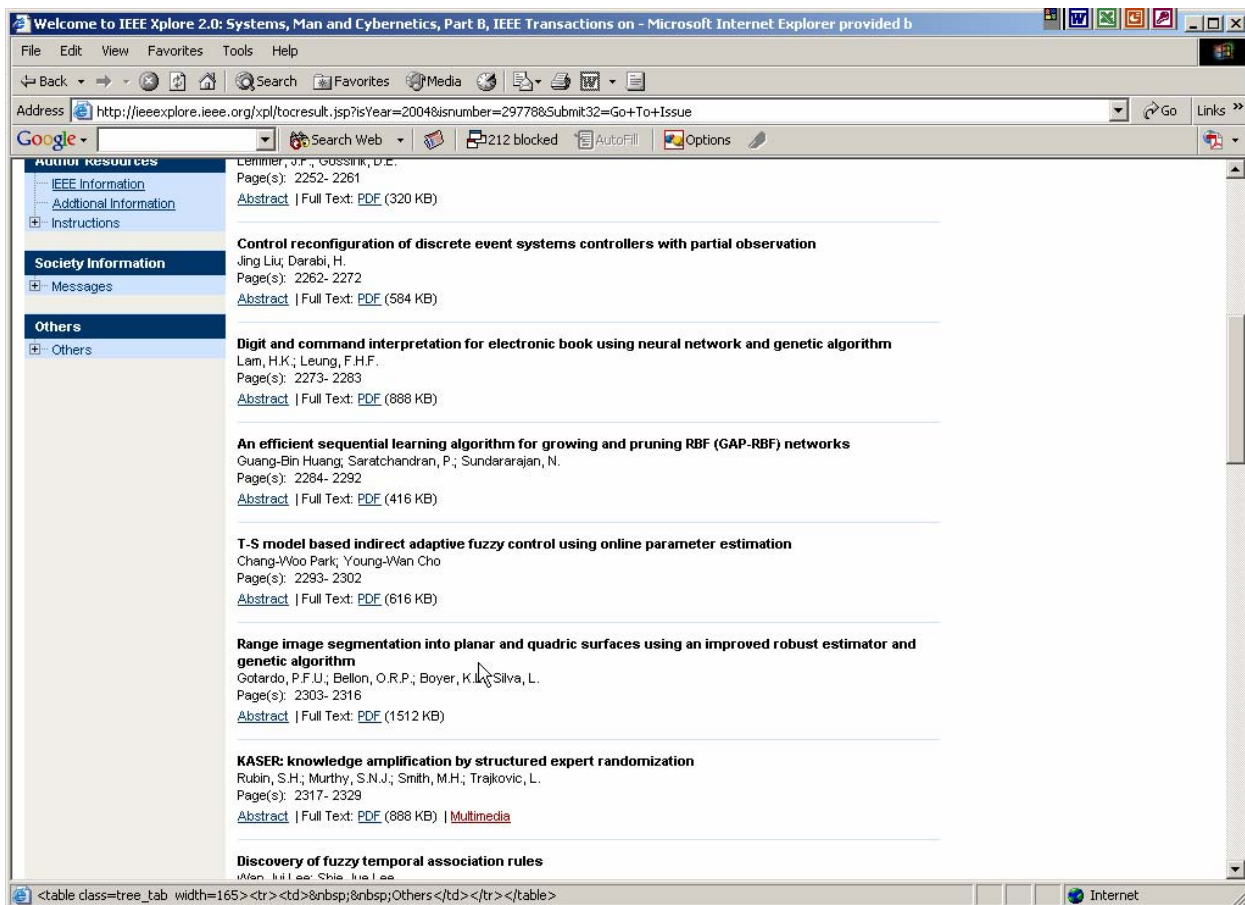 Welcome to IEEE Xplore 2.0: Systems, Man and Cybernetics, Part B, IEEE Transactions on - Microsoft Internet Explorer provided b
File Edit View Favorites Tools Help
Back Search Favorites Media
Address http://ieeexplore.ieee.org/xpl/tocresult.jsp?isYear=2004&isnumber=29778&Submit32=Go+To+Issue Go Links »
Google Search Web 212 blocked AutoFill Options
Author Resources
IEEE Information
Addtional Information
Instructions
Society Information
Messages
Others
Others
Lemmer, J.F.; Gossink, D.E.
Page(s): 2252- 2261
Abstract | Full Text: PDF (320 KB)
Control reconfiguration of discrete event systems controllers with partial observation
Jing Liu; Darabi, H.
Page(s): 2262- 2272
Abstract | Full Text: PDF (584 KB)
Digit and command interpretation for electronic book using neural network and genetic algorithm
Lam, H.K.; Leung, F.H.F.
Page(s): 2273- 2283
Abstract | Full Text: PDF (888 KB)
An efficient sequential learning algorithm for growing and pruning RBF (GAP-RBF) networks
Guang-Bin Huang; Saratchandran, P.; Sundararajan, N.
Page(s): 2284- 2292
Abstract | Full Text: PDF (416 KB)
T-S model based indirect adaptive fuzzy control using online parameter estimation
Chang-Woo Park; Young-Wan Cho
Page(s): 2293- 2302
Abstract | Full Text: PDF (616 KB)
Range image segmentation into planar and quadric surfaces using an improved robust estimator and
genetic algorithm
Gotardo, P.F.U.; Bellon, O.R.P.; Boyer, K.L.; Silva, L.
Page(s): 2303- 2316
Abstract | Full Text: PDF (1512 KB)
KASER: knowledge amplification by structured expert randomization
Rubin, S.H.; Murthy, S.N.J.; Smith, M.H.; Trajkovic, L.
Page(s): 2317- 2329
Abstract | Full Text: PDF (888 KB) | Multimedia
Discovery of fuzzy temporal association rules
Wan-Jui Lee; Shie-Jue Lee
<table class=tree_tab width=165><tr><td>&nbsp;&nbsp;Others</td></tr></table> Internet